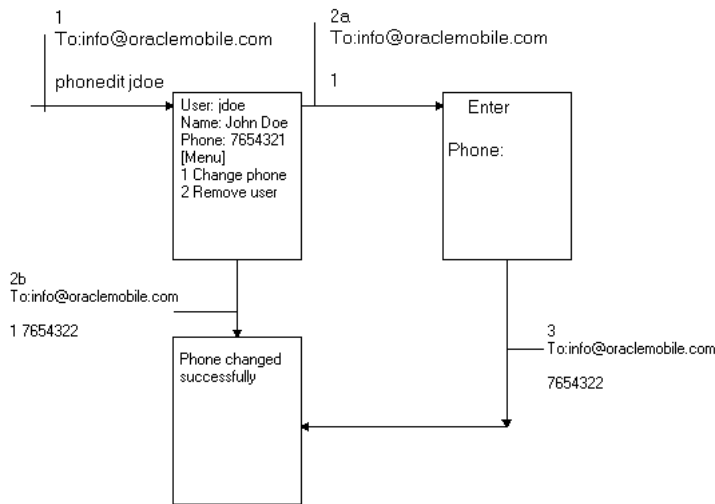 1
To:info@oraclemobile.com
phonedit jdoe
2a
To:info@oraclemobile.com
1
User: jdoe
Name: John Doe
Phone: 7654321
[Menu]
1 Change phone
2 Remove user
Enter
Phone:
2b
To:info@oraclemobile.com
1 7654322
Phone changed
successfully
3
To:info@oraclemobile.com
7654322